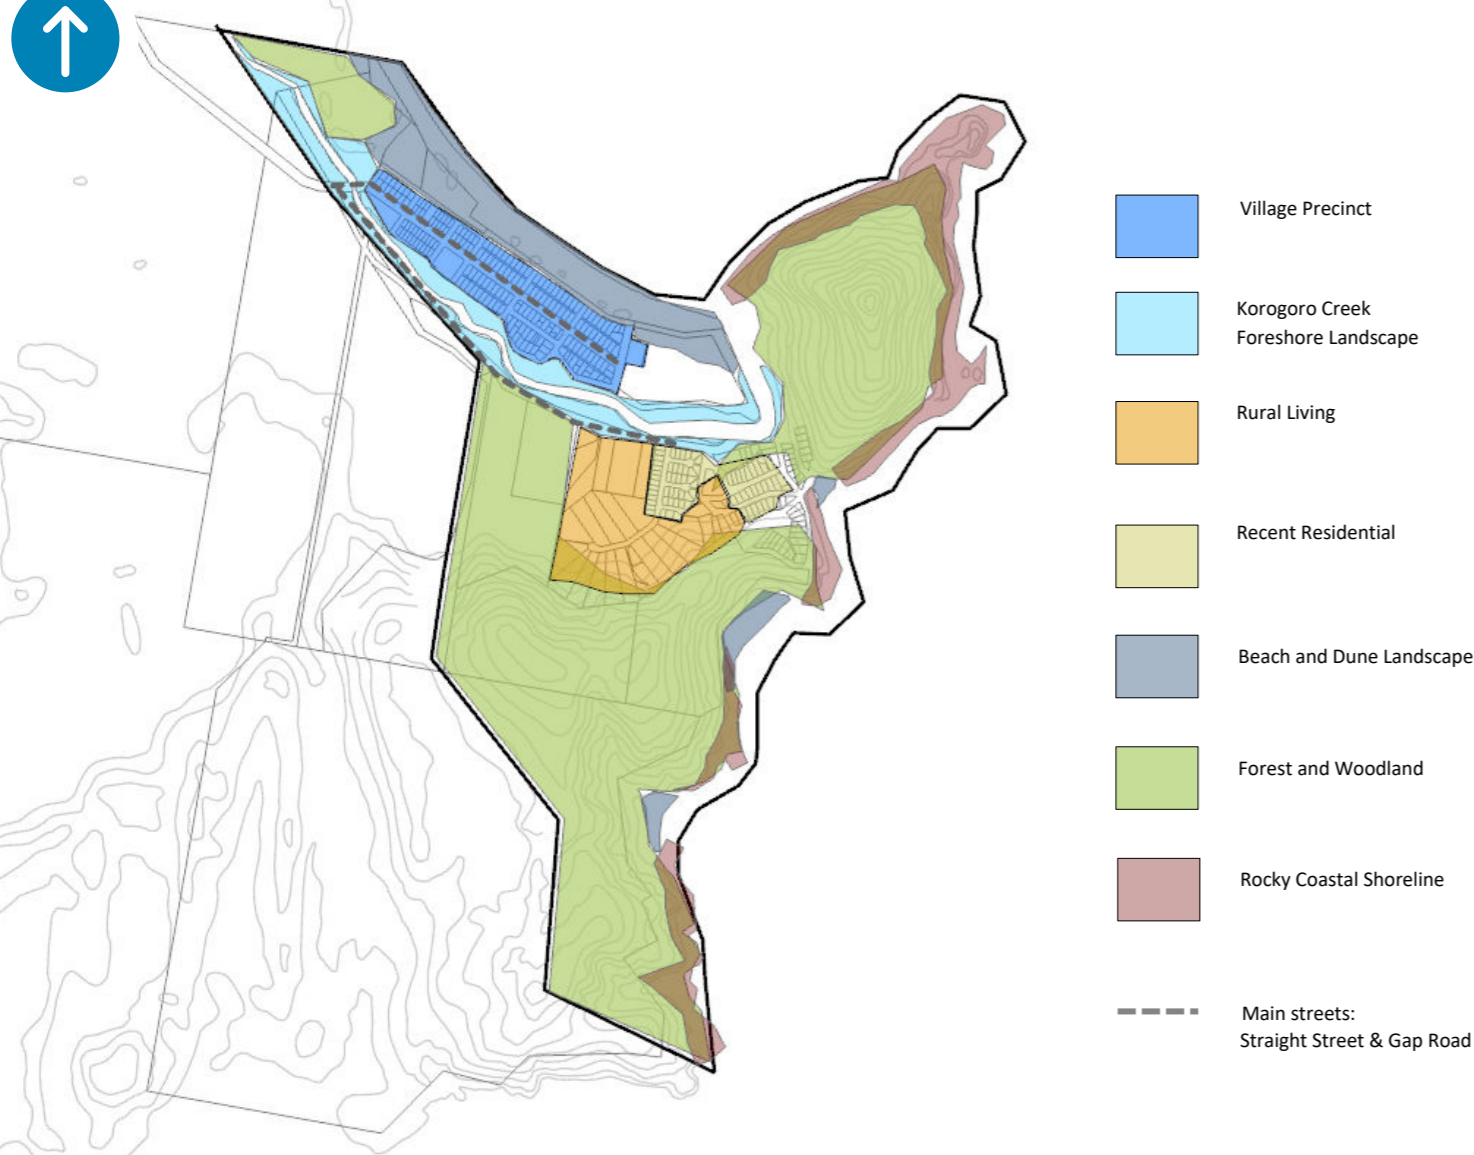 Village Precinct
Korogoro Creek
Foreshore Landscape
Rural Living
Recent Residential
Beach and Dune Landscape
Forest and Woodland
Rocky Coastal Shoreline
Main streets:
Straight Street & Gap Road